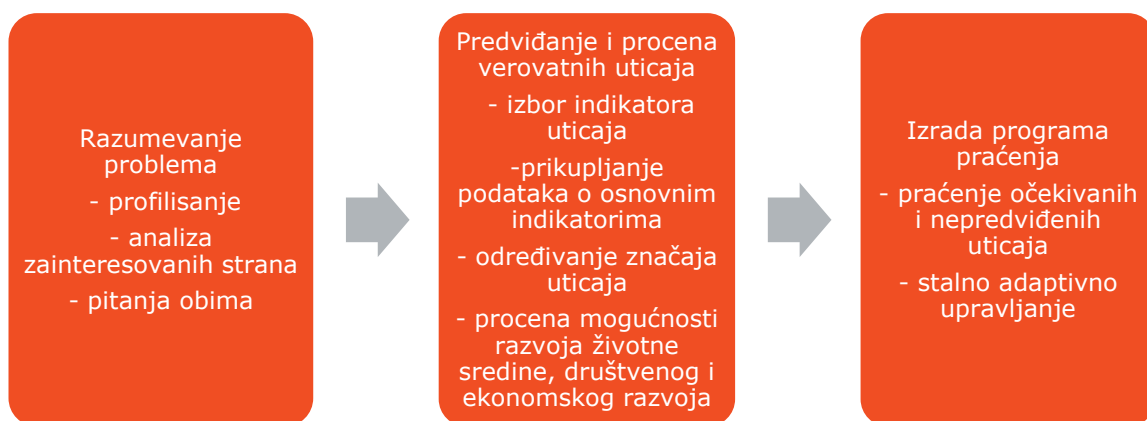 Razumevanje
problema
- profilisanje
- analiza
zainteresovanih strana
- pitanja obima
Predviđanje i procena
verovatnih uticaja
- izbor indikatora
uticaja
-prikupljanje
podataka o osnovnim
indikatorima
- određivanje značaja
uticaja
- procena mogućnosti
razvoja životne
sredine, društvenog i
ekonomskog razvoja
Izrada programa
praćenja
- praćenje očekivanih
i nepredviđenih
uticaja
- stalno adaptivno
upravljanje